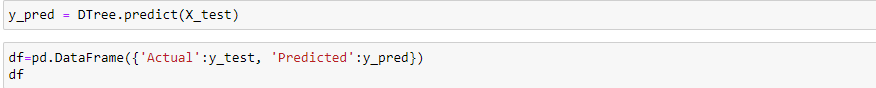 y_pred = DTree.predict(X_test)
df=pd.DataFrame({'Actual':y_test, 'Predicted':y_pred})
df